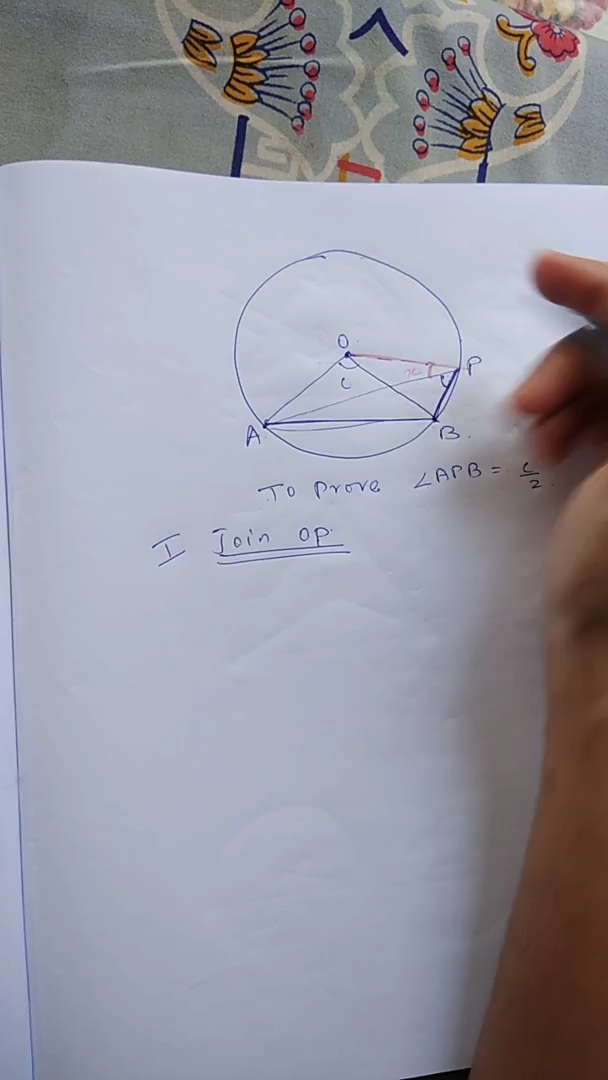 O
x
P
y
c
A
B.
To Prove ∠APB = c/2.
I Join OP.